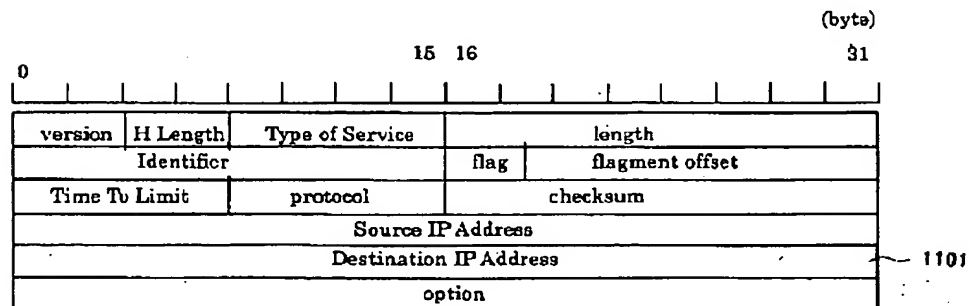 (byte)
0 15 16 31
version H Length Type of Service length
Identifier flag flagment offset
Time To Limit protocol checksum
Source IP Address
Destination IP Address 1101
option